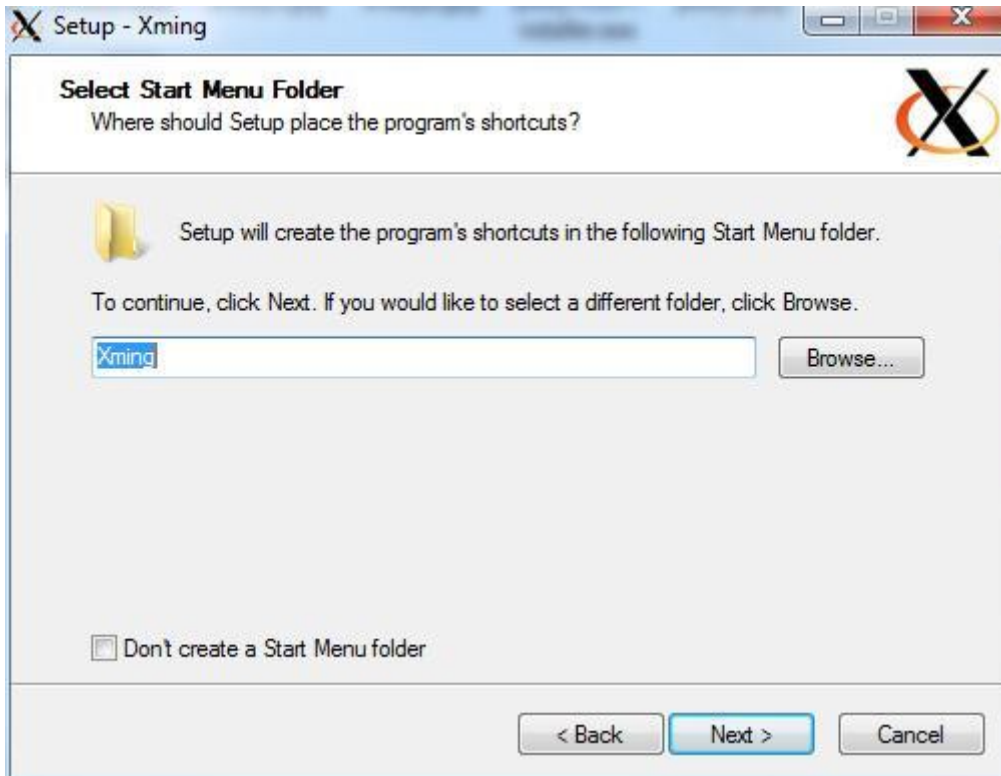 Setup - Xming
Select Start Menu Folder
Where should Setup place the program's shortcuts?
Setup will create the program's shortcuts in the following Start Menu folder.
To continue, click Next. If you would like to select a different folder, click Browse.
Xming
Browse...
Don't create a Start Menu folder
< Back
Next >
Cancel